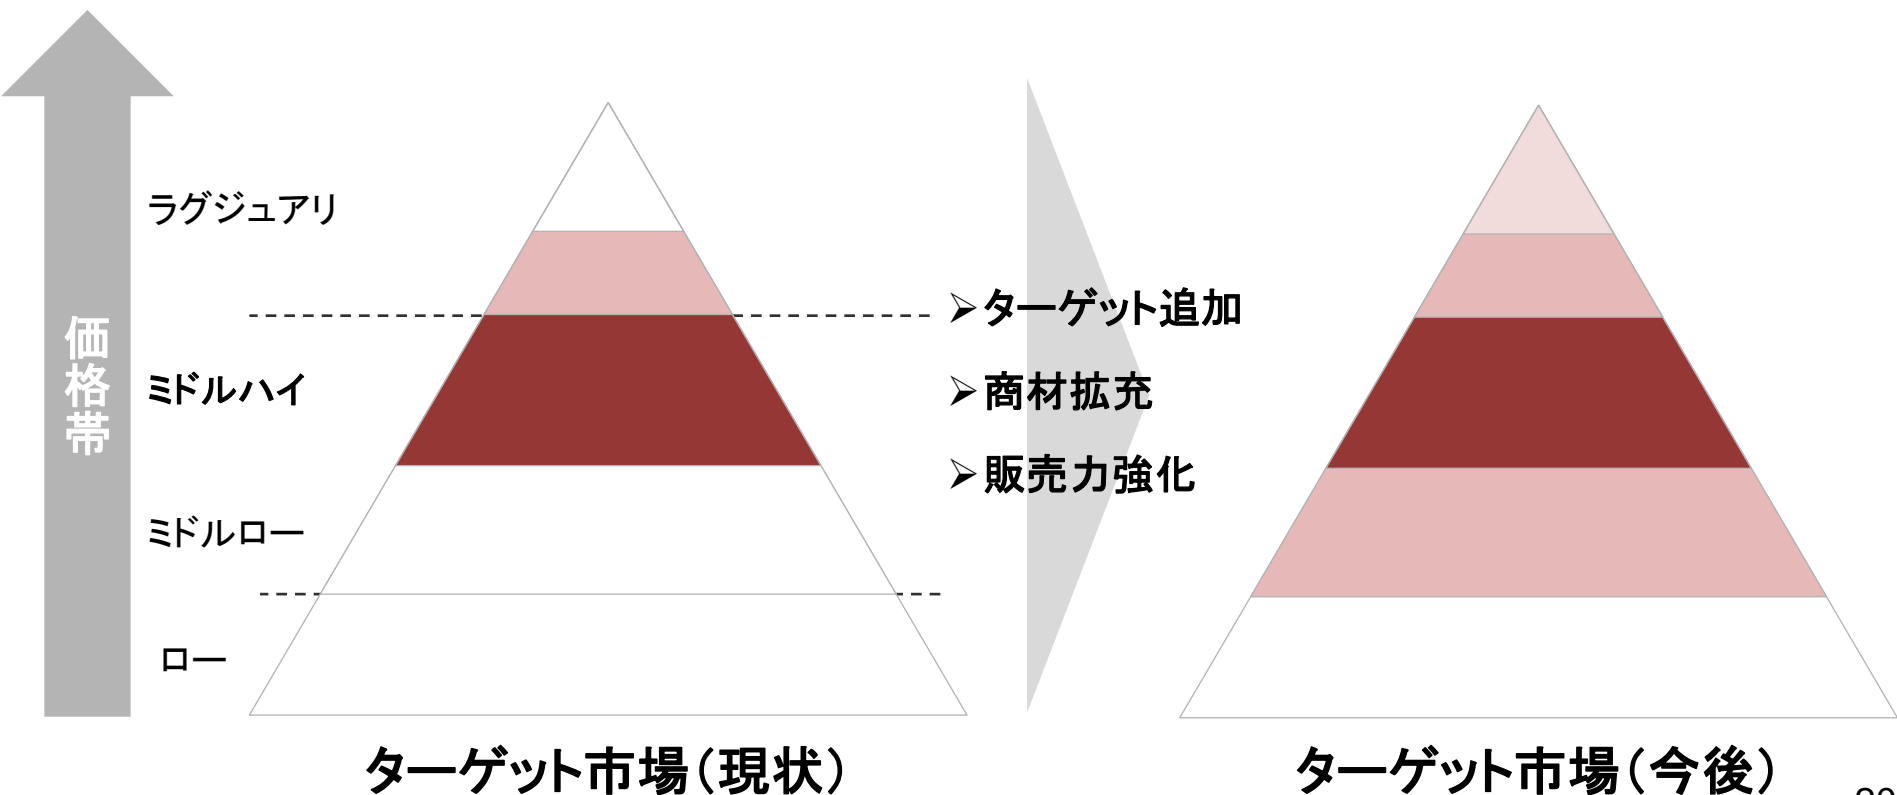 価格帯
ラグジュアリ
ミドルハイ
ミドルロー
ロー
➢ターゲット追加
➢商材拡充
➢販売力強化
ターゲット市場（現状）
ターゲット市場（今後）